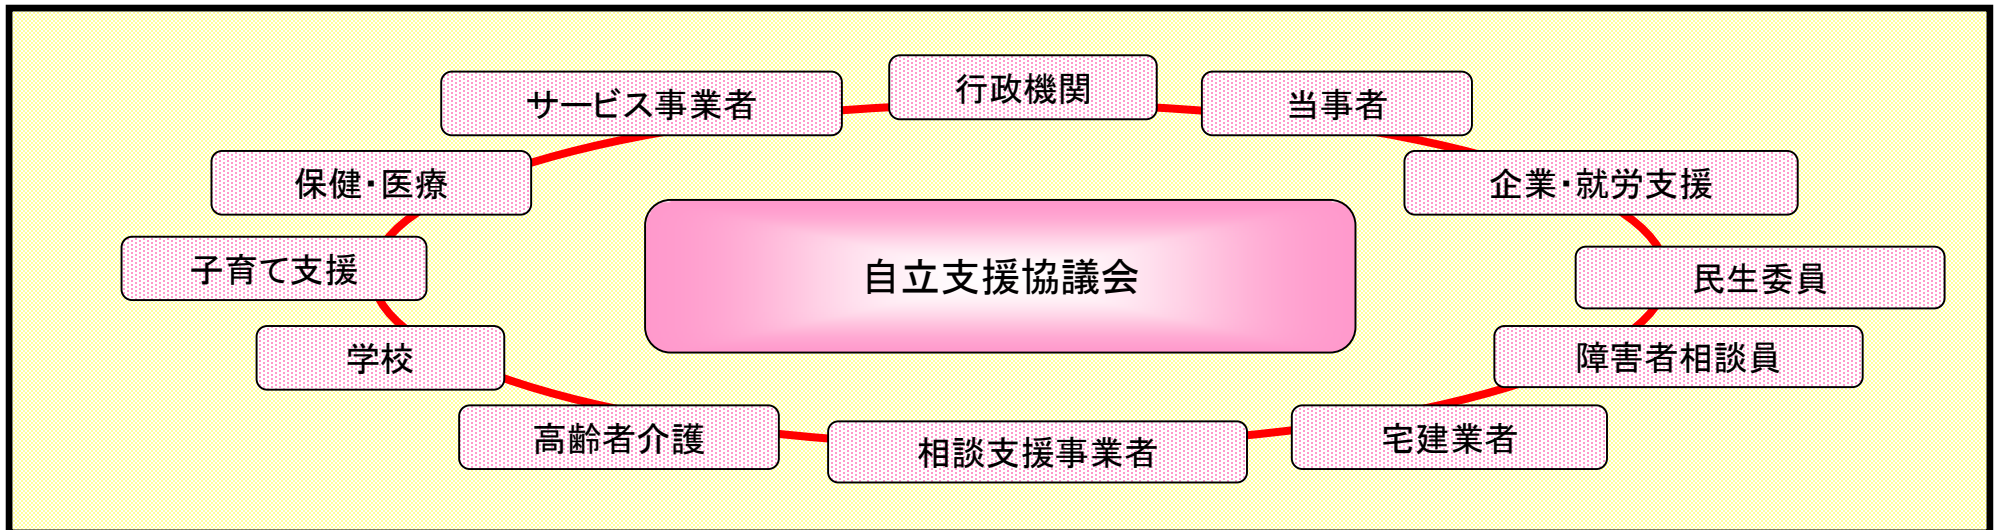 行政機関
サービス事業者
当事者
保健・医療
企業・就労支援
子育て支援
自立支援協議会
民生委員
学校
障害者相談員
高齢者介護
相談支援事業者
宅建業者